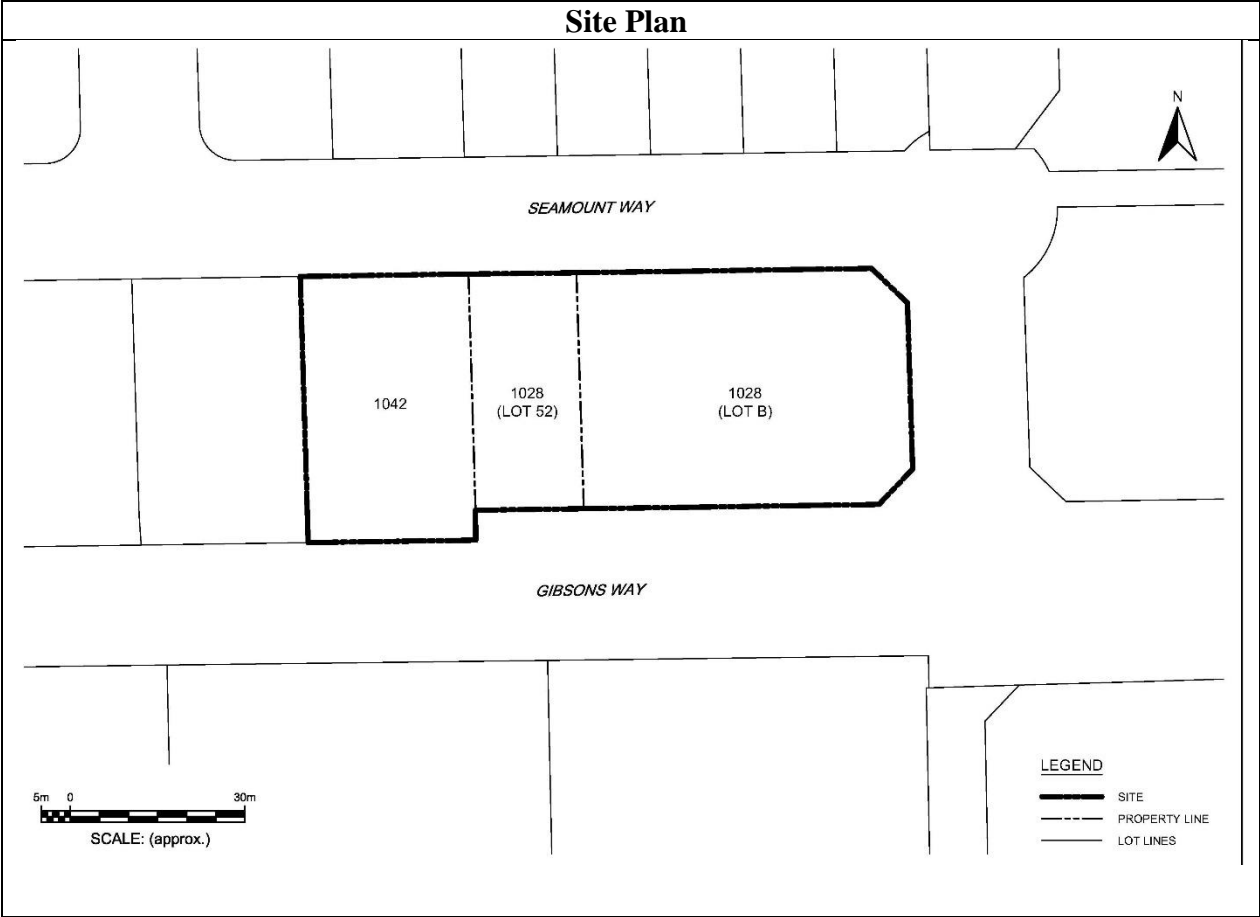 Site Plan
N
SEAMOUNT WAY
1042
1028
(LOT 52)
1028
(LOT B)
GIBSONS WAY
5m 0 30m
SCALE: (approx.)
LEGEND
SITE
PROPERTY LINE
LOT LINES